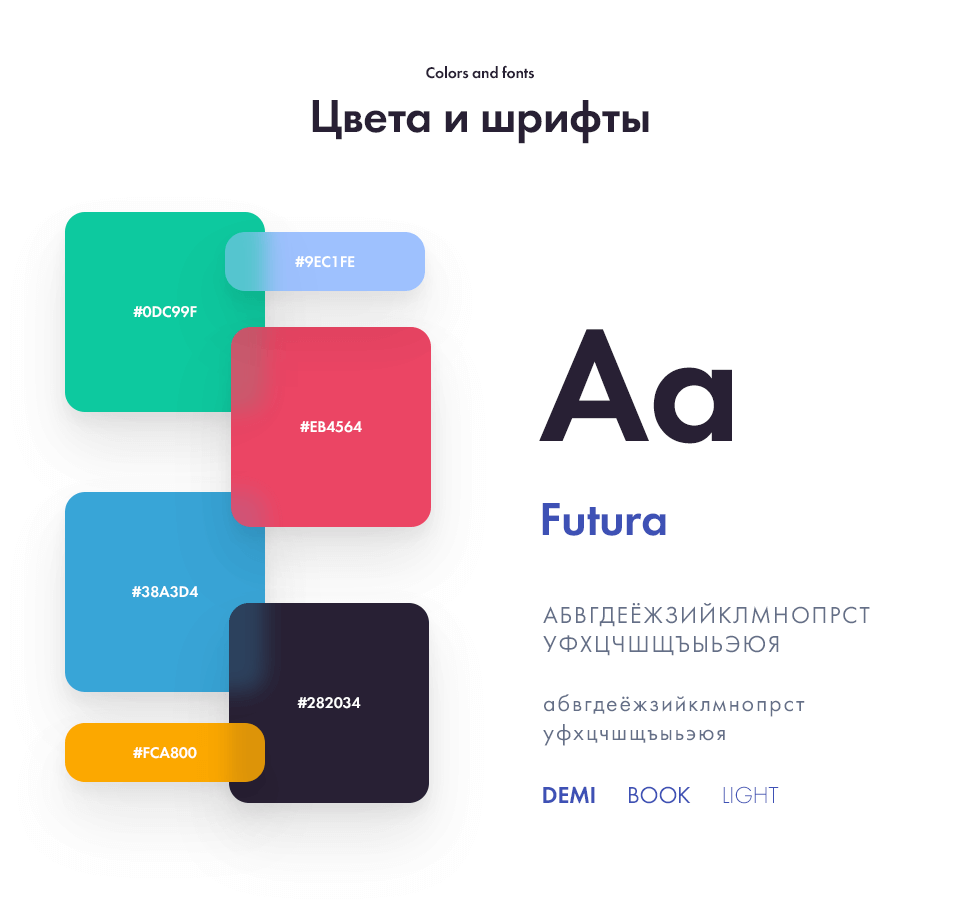 Colors and fonts
Цвета и шрифты
#0DC99F
#9EC1FE
#EB4564
#38A3D4
#282034
#FCA800
Aa
Futura
АБВГДЕЁЖЗИЙКЛМНОПРСТ
УФХЦЧШЩЪЫЬЭЮЯ
абвгдеёжзийклмнопрст
уфхцчшщъыьэюя
DEMI BOOK LIGHT